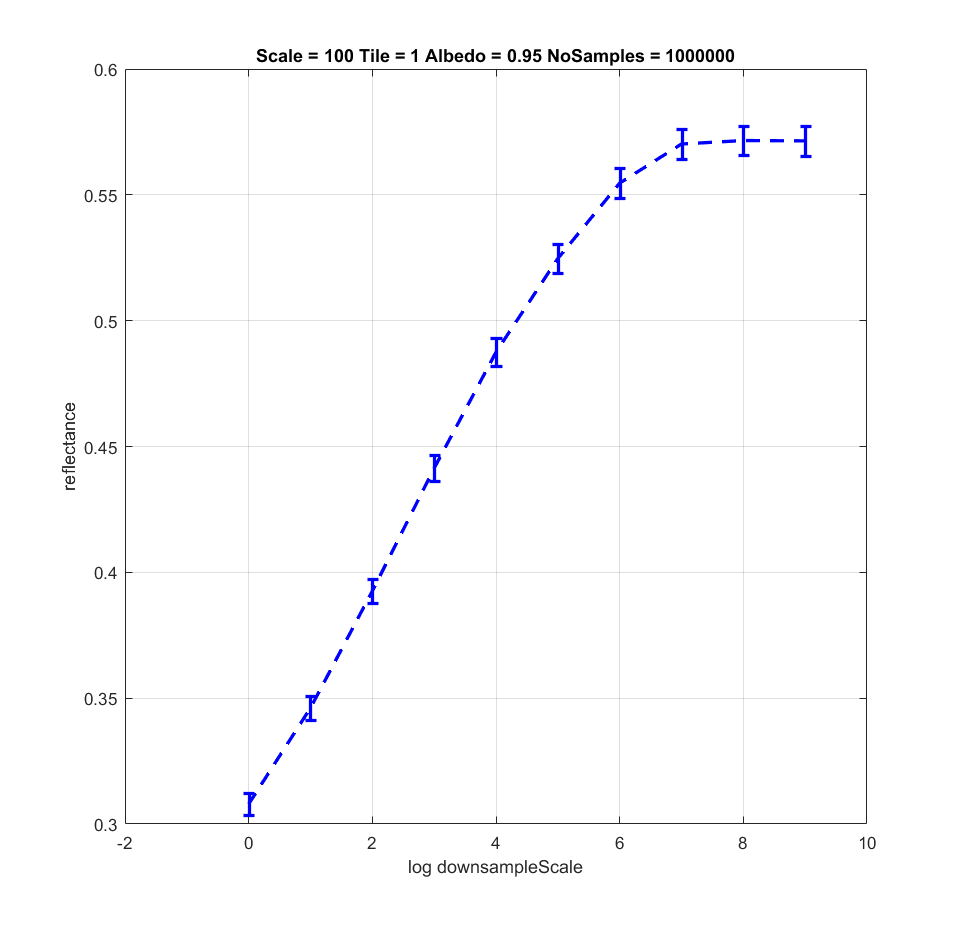 Scale = 100 Tile = 1 Albedo = 0.95 NoSamples = 1000000
0.6
0.55
0.5
0.45
0.4
0.35
0.3
reflectance
-2 0 2 4 6 8 10
log downsampleScale